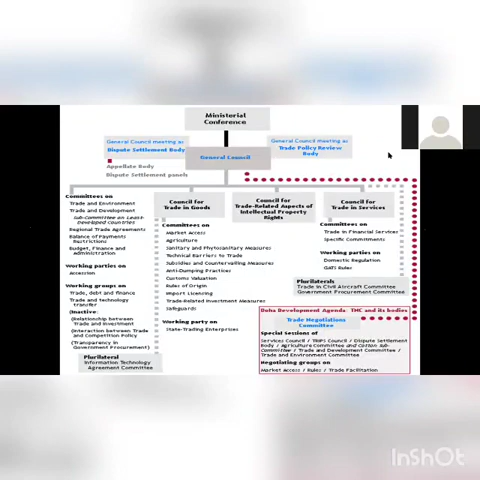 Ministerial
Conference
General Council meeting as
Dispute Settlement Body
General Council meeting as
Trade Policy Review
Body
General Council
Appellate Body
Dispute Settlement panels
Committees on
Trade and Environment
Trade and Development
Sub-Committee on Least-
Developed Countries
Regional Trade Agreements
Balance of Payments
Restrictions
Budget, Finance and
Administration
Working parties on
Accession
Working groups on
Trade, debt and finance
Trade and technology
transfer
(Inactive:
(Relationship between
Trade and Investment
(Interaction between Trade
and Competition Policy
(Transparency in
Government Procurement)
Plurilateral
Information Technology
Agreement Committee
Council for
Trade in Goods
Committees on
Market Access
Agriculture
Sanitary and Phytosanitary Measures
Technical Barriers to Trade
Subsidies and Countervailing Measures
Anti-Dumping Practices
Customs Valuation
Rules of Origin
Import Licensing
Trade-Related Investment Measures
Safeguards
Working party on
State-Trading Enterprises
Council for
Trade-Related Aspects of
Intellectual Property
Rights
Council for
Trade in Services
Committees on
Trade in Financial Services
Specific Commitments
Working parties on
Domestic Regulation
GATS Rules
Plurilaterals
Trade in Civil Aircraft Committee
Government Procurement Committee
Doha Development Agenda: TNC and its bodies
Trade Negotiations
Committee
Special Sessions of
Services Council / TRIPS Council / Dispute Settlement
Body / Agriculture Committee and Cotton Sub-
Committee / Trade and Development Committee /
Trade and Environment Committee
Negotiating groups on
Market Access / Rules / Trade Facilitation
InShOt